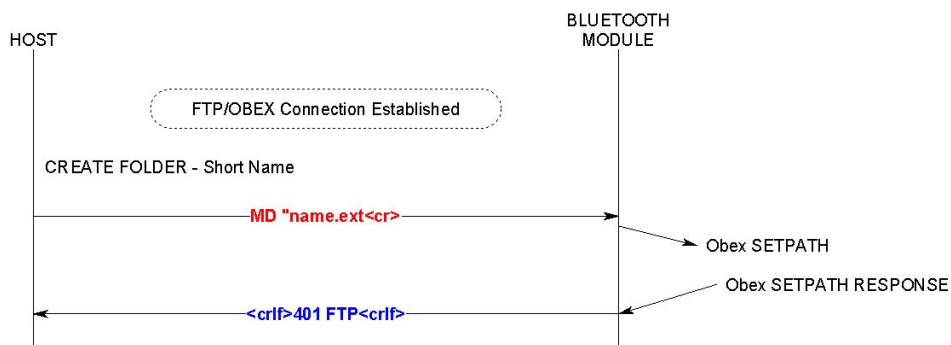 HOST
BLUETOOTH
MODULE
FTP/OBEX Connection Established
CREATE FOLDER - Short Name
MD "name.ext<cr>
Obex SETPATH
Obex SETPATH RESPONSE
<crlf>401 FTP<crlf>